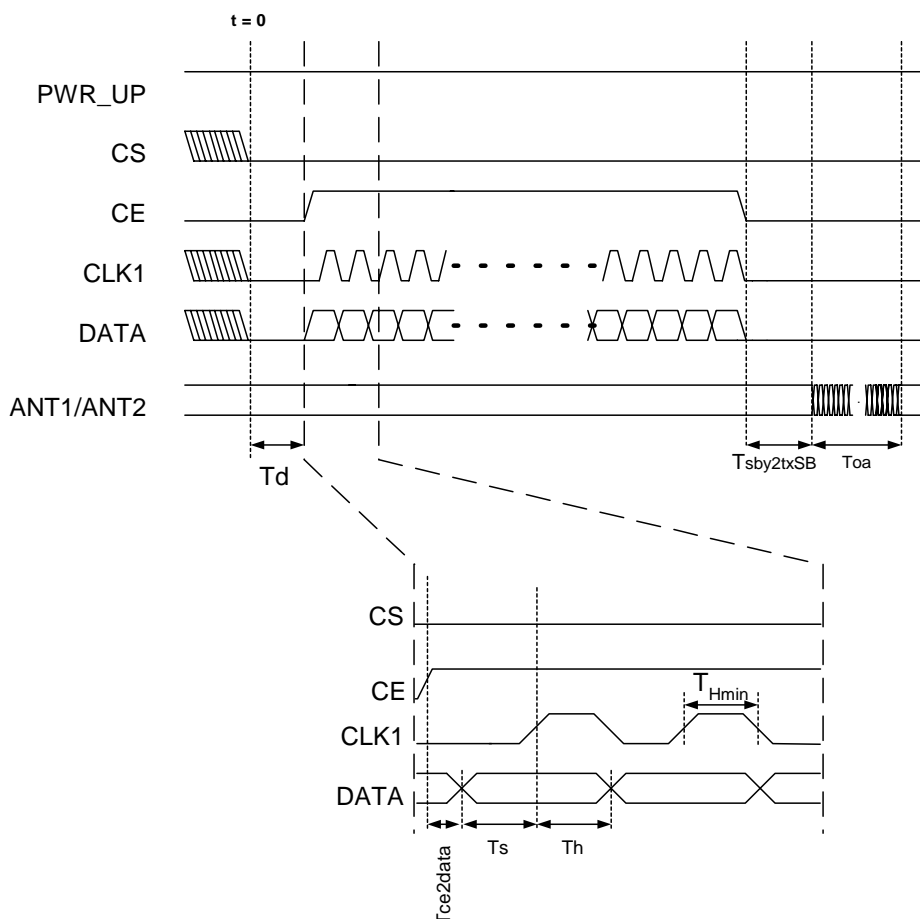 t = 0
PWR_UP
CS
CE
CLK1
DATA
ANT1/ANT2
Td
Tsby2txSB
Toa
CS
CE
THmin
CLK1
DATA
Tce2data
Ts
Th